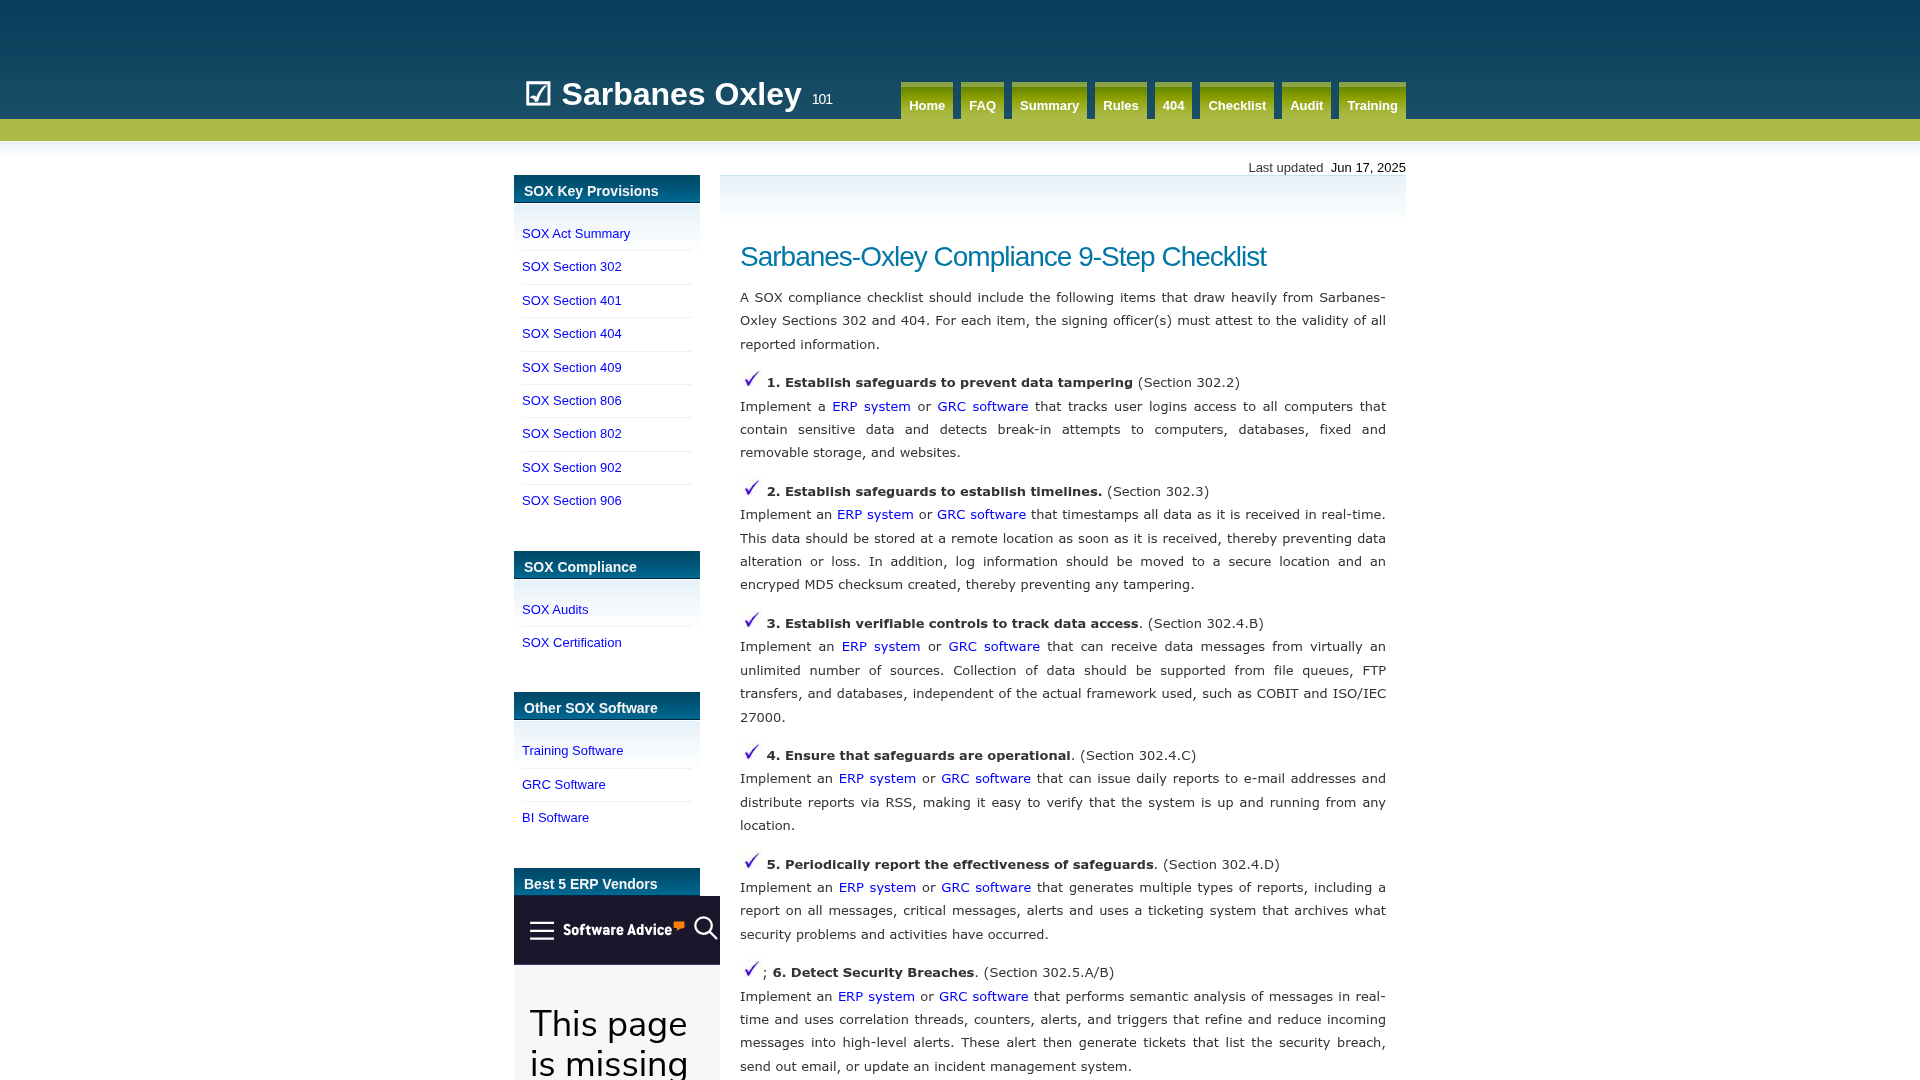 ☑ Sarbanes Oxley 101
Home FAQ Summary Rules 404 Checklist Audit Training
Last updated Jun 17, 2025
SOX Key Provisions
SOX Act Summary
SOX Section 302
SOX Section 401
SOX Section 404
SOX Section 409
SOX Section 806
SOX Section 802
SOX Section 902
SOX Section 906
SOX Compliance
SOX Audits
SOX Certification
Other SOX Software
Training Software
GRC Software
BI Software
Best 5 ERP Vendors
Software Advice
This page
is missing
Sarbanes-Oxley Compliance 9-Step Checklist
A SOX compliance checklist should include the following items that draw heavily from Sarbanes-
Oxley Sections 302 and 404. For each item, the signing officer(s) must attest to the validity of all
reported information.
1. Establish safeguards to prevent data tampering (Section 302.2)
Implement a ERP system or GRC software that tracks user logins access to all computers that
contain sensitive data and detects break-in attempts to computers, databases, fixed and
removable storage, and websites.
2. Establish safeguards to establish timelines. (Section 302.3)
Implement an ERP system or GRC software that timestamps all data as it is received in real-time.
This data should be stored at a remote location as soon as it is received, thereby preventing data
alteration or loss. In addition, log information should be moved to a secure location and an
encryped MD5 checksum created, thereby preventing any tampering.
3. Establish verifiable controls to track data access. (Section 302.4.B)
Implement an ERP system or GRC software that can receive data messages from virtually an
unlimited number of sources. Collection of data should be supported from file queues, FTP
transfers, and databases, independent of the actual framework used, such as COBIT and ISO/IEC
27000.
4. Ensure that safeguards are operational. (Section 302.4.C)
Implement an ERP system or GRC software that can issue daily reports to e-mail addresses and
distribute reports via RSS, making it easy to verify that the system is up and running from any
location.
5. Periodically report the effectiveness of safeguards. (Section 302.4.D)
Implement an ERP system or GRC software that generates multiple types of reports, including a
report on all messages, critical messages, alerts and uses a ticketing system that archives what
security problems and activities have occurred.
; 6. Detect Security Breaches. (Section 302.5.A/B)
Implement an ERP system or GRC software that performs semantic analysis of messages in real-
time and uses correlation threads, counters, alerts, and triggers that refine and reduce incoming
messages into high-level alerts. These alert then generate tickets that list the security breach,
send out email, or update an incident management system.